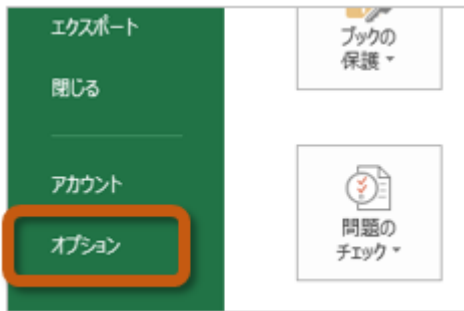 エクスポート
閉じる
アカウント
オプション
ブックの
保護
問題の
チェック